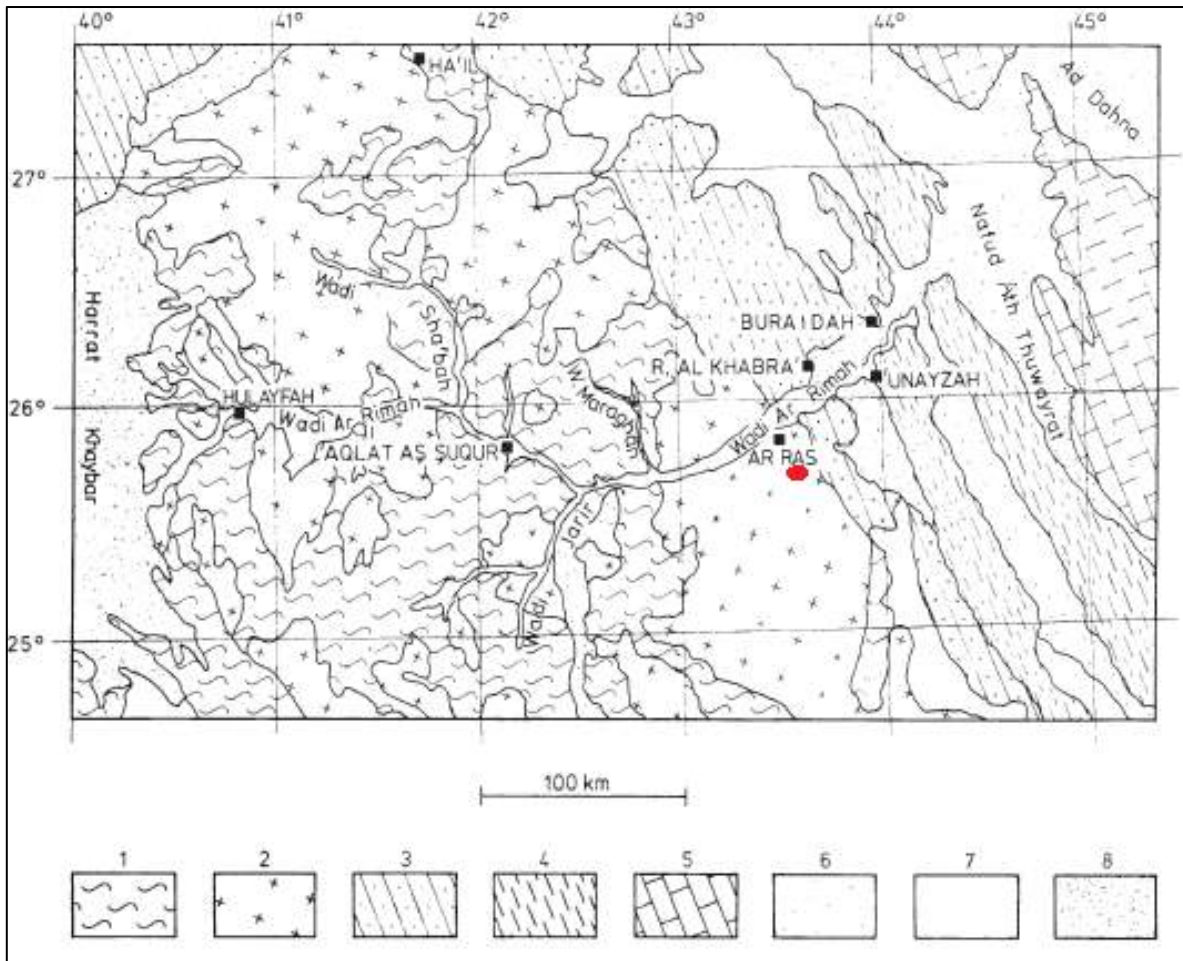 40° 41° 42° 43° 44° 45°
HA'IL
Ad Dahna
27°
Nafud Ath Thuwayrat
Wadi
Sha'bah
Harrat
Khaybar
BURAIDAH
R. AL KHABRA'
'UNAYZAH
W. Maraghan
26°
HULAYFAH
Wadi Ar Rimah
Wadi Ar Rimah
'AQLAT AS SUQUR
AR RAS
Wadi Jarir
25°
100 km
1 2 3 4 5 6 7 8